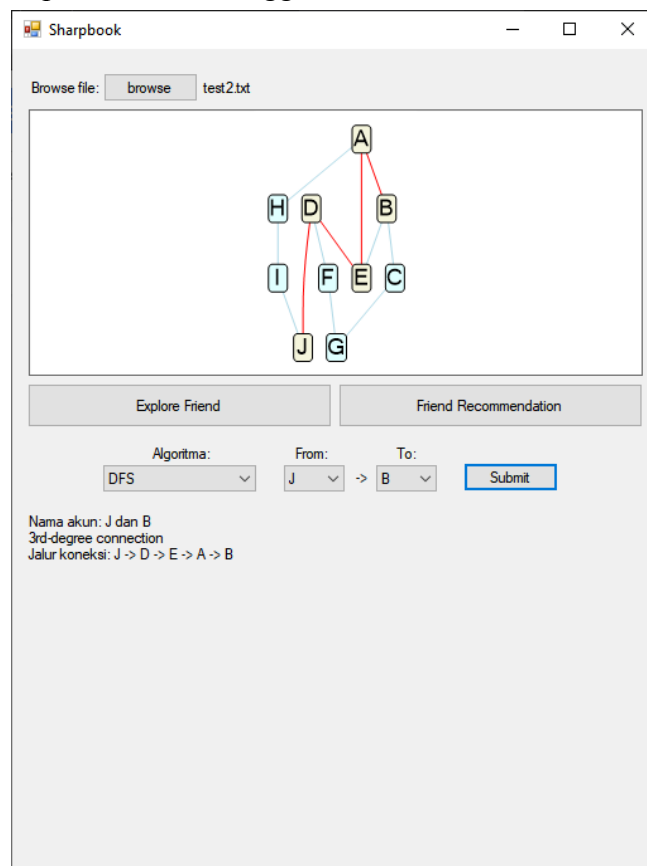 Sharpbook
Browse file: browse test2.txt
A
H D B
I F E C
J G
Explore Friend Friend Recommendation
Algoritma: From: To:
DFS J -> B Submit
Nama akun: J dan B
3rd-degree connection
Jalur koneksi: J -> D -> E -> A -> B